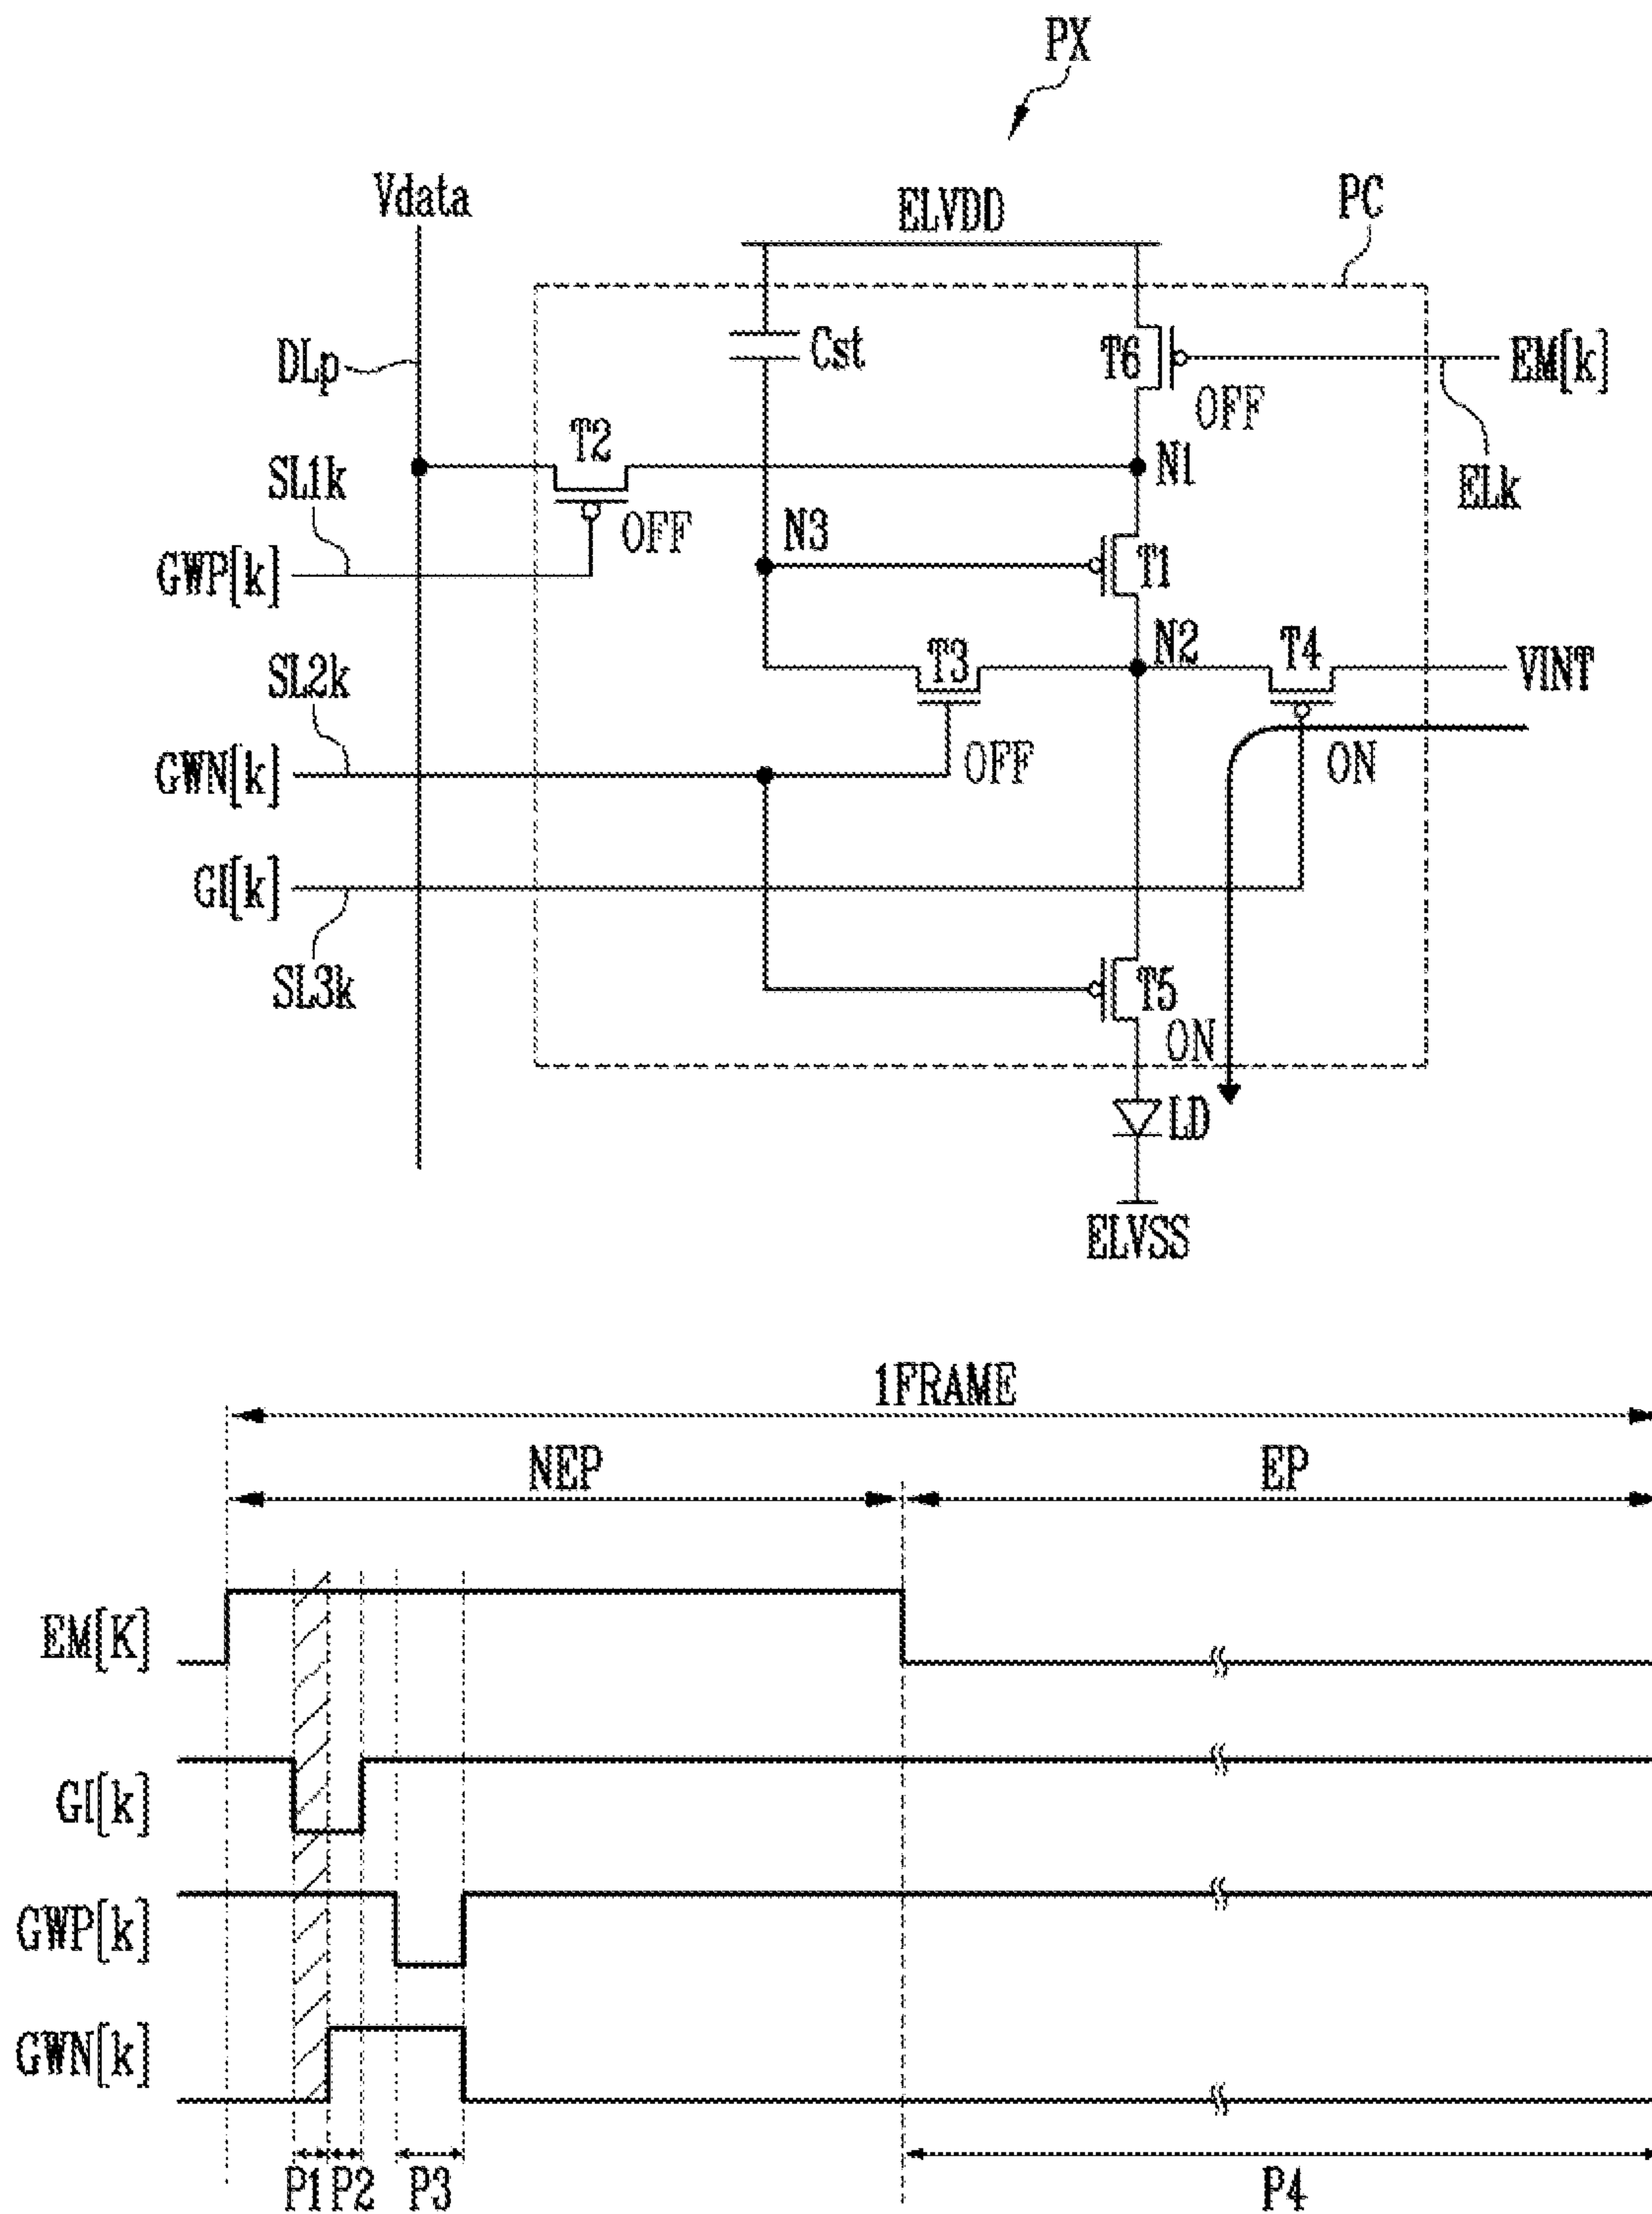 PX
Vdata
ELVDD
PC
DLp
Cst
T6
EM[k]
OFF
T2
SL1k
N1
ELk
OFF
N3
GWP[k]
T1
SL2k
T3
N2
T4
VINT
GWN[k]
OFF
ON
GI[k]
SL3k
T5
ON
LD
ELVSS
1FRAME
NEP
EP
EM[K]
GI[k]
GWP[k]
GWN[k]
P1
P2
P3
P4